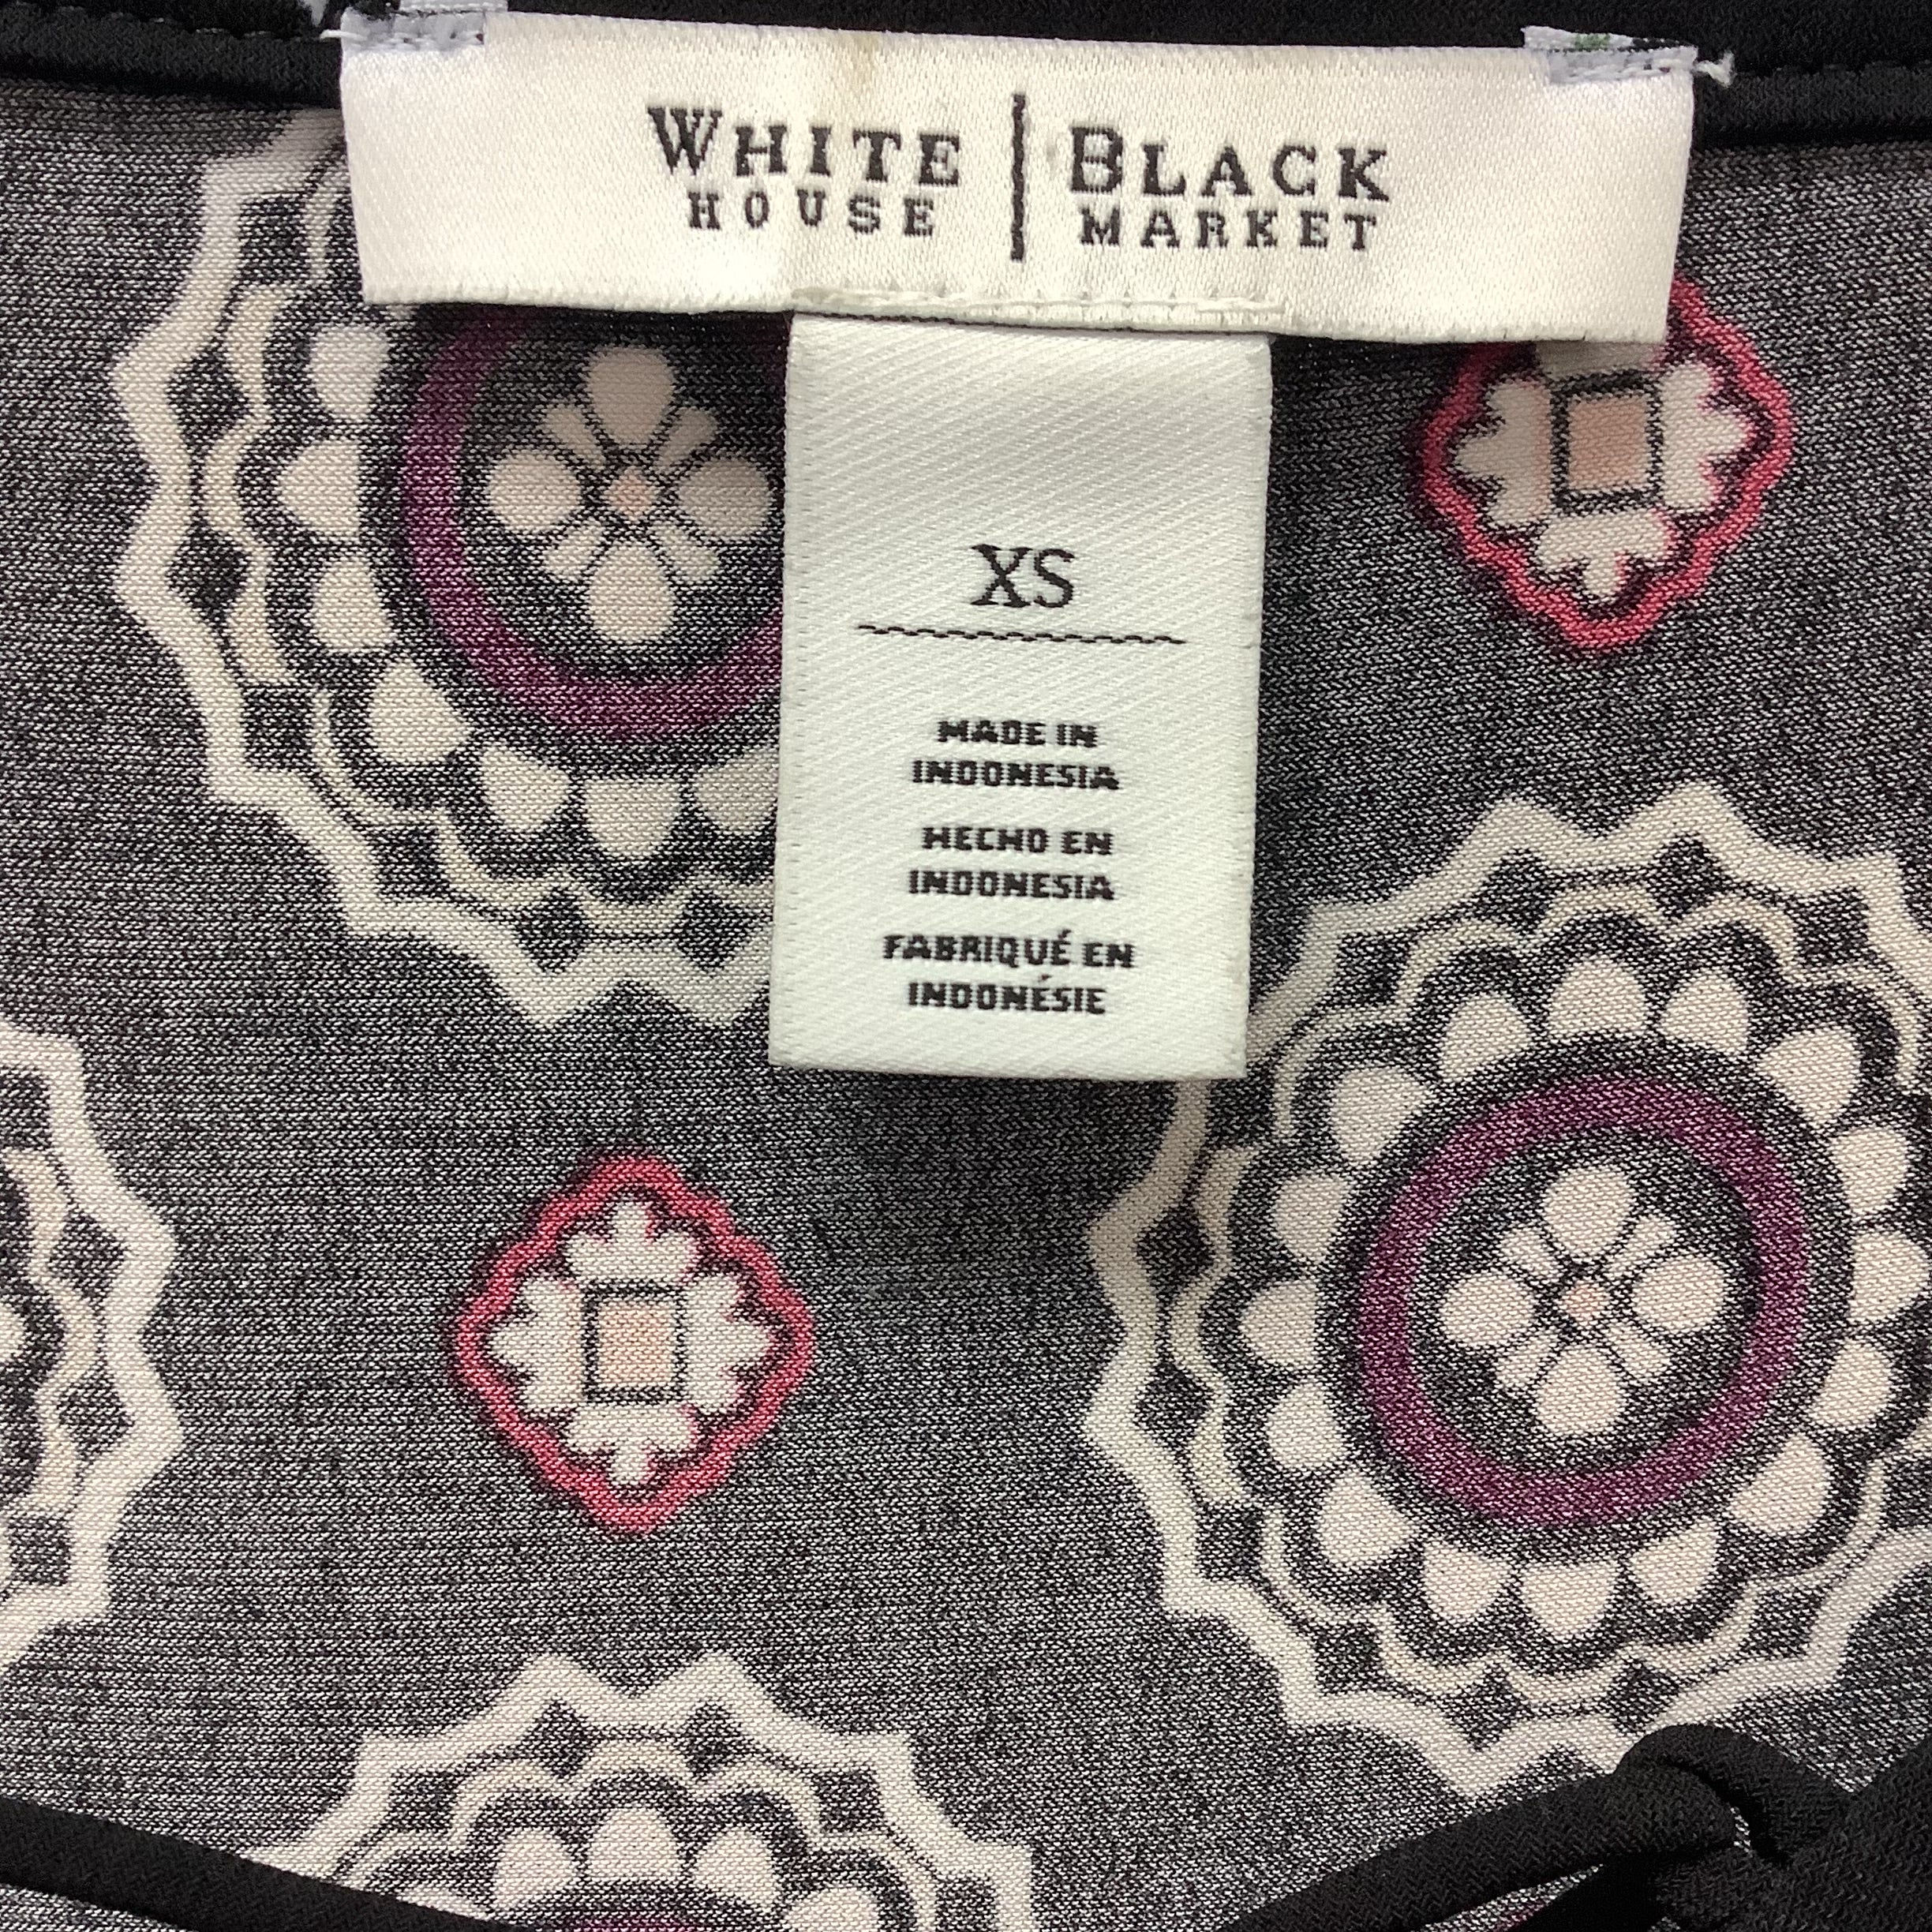 WHITE | BLACK
HOUSE | MARKET
XS
MADE IN
INDONESIA
HECHO EN
INDONESIA
FABRIQUÉ EN
INDONÉSIE